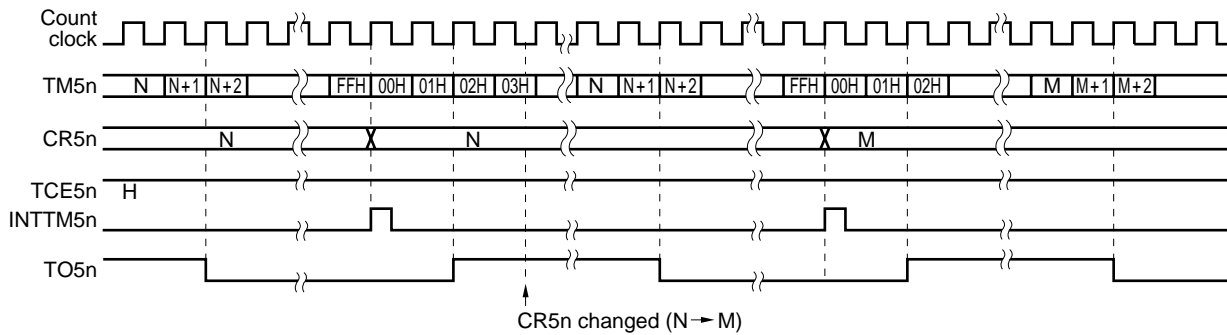 Count
clock
TM5n N N+1 N+2 FFH 00H 01H 02H 03H N N+1 N+2 FFH 00H 01H 02H M M+1 M+2
CR5n N N M
TCE5n H
INTTM5n
TO5n
CR5n changed (N→M)